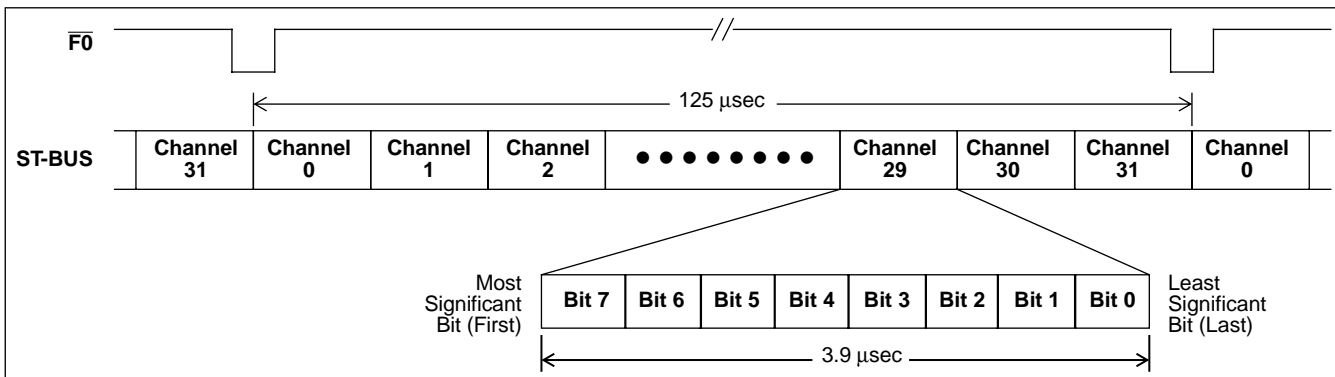 F0
125 µsec
ST-BUS
Channel 31
Channel 0
Channel 1
Channel 2
Channel 29
Channel 30
Channel 31
Channel 0
Most Significant Bit (First)
Bit 7
Bit 6
Bit 5
Bit 4
Bit 3
Bit 2
Bit 1
Bit 0
Least Significant Bit (Last)
3.9 µsec